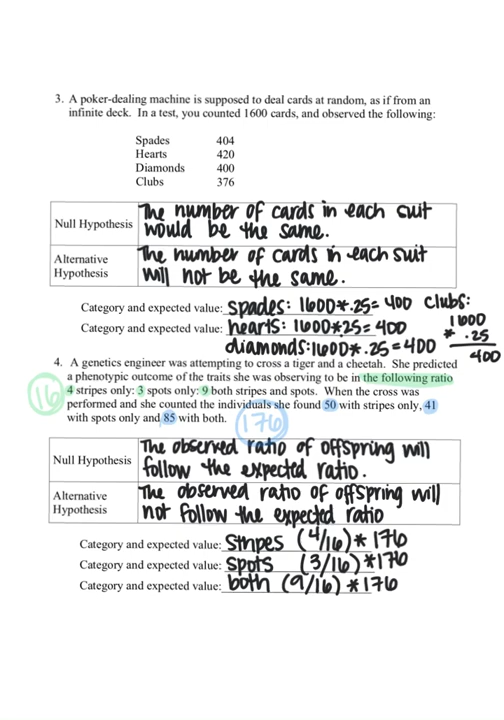 3. A poker-dealing machine is supposed to deal cards at random, as if from an
infinite deck. In a test, you counted 1600 cards, and observed the following:
Spades 404
Hearts 420
Diamonds 400
Clubs 376
Null Hypothesis The number of cards in each suit
would be the same.
Alternative Hypothesis The number of cards in each suit
will not be the same.
Category and expected value: spades: 1600*.25= 400 clubs:
Category and expected value: hearts: 1600*.25= 400 1600
diamonds: 1600*.25 = 400 * .25
400
4. A genetics engineer was attempting to cross a tiger and a cheetah. She predicted
a phenotypic outcome of the traits she was observing to be in the following ratio
16 4 stripes only: 3 spots only: 9 both stripes and spots. When the cross was
performed and she counted the individuals she found 50 with stripes only, 41
with spots only and 85 with both. 176
Null Hypothesis The observed ratio of offspring will
follow the expected ratio.
Alternative Hypothesis The observed ratio of offspring will
not follow the expected ratio
Category and expected value: stripes (4/16) * 176
Category and expected value: spots (3/16) * 176
Category and expected value: both (9/16) * 176